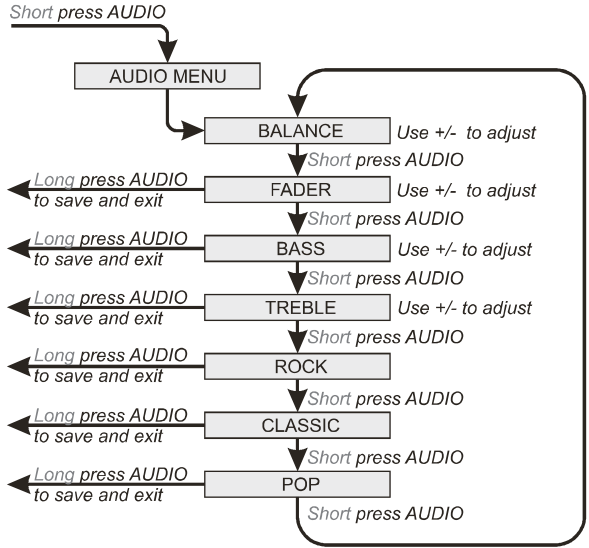 Short press AUDIO
AUDIO MENU
BALANCE
Use +/- to adjust
Short press AUDIO
Long press AUDIO
to save and exit
FADER
Use +/- to adjust
Short press AUDIO
Long press AUDIO
to save and exit
BASS
Use +/- to adjust
Short press AUDIO
Long press AUDIO
to save and exit
TREBLE
Use +/- to adjust
Short press AUDIO
Long press AUDIO
to save and exit
ROCK
Short press AUDIO
Long press AUDIO
to save and exit
CLASSIC
Short press AUDIO
Long press AUDIO
to save and exit
POP
Short press AUDIO